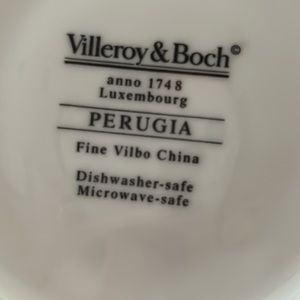 Villeroy & Boch©
anno 1748
Luxembourg
PERUGIA
Fine Vilbo China
Dishwasher-safe
Microwave-safe